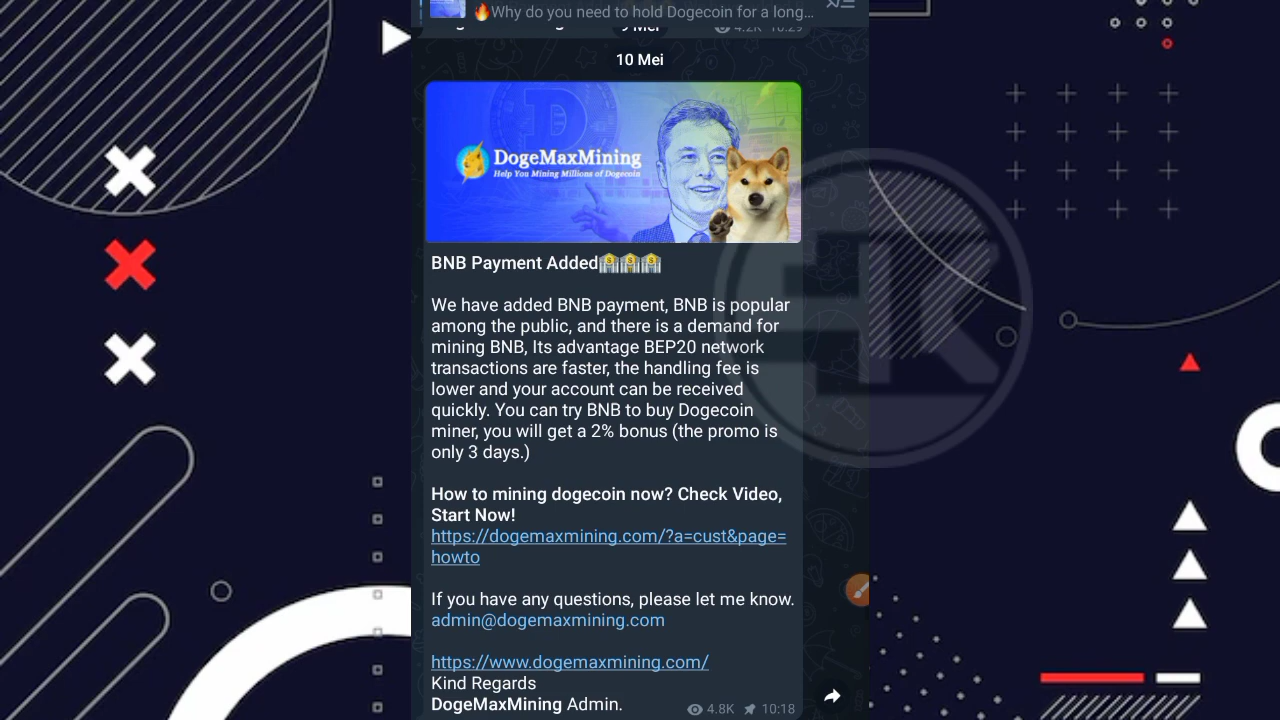 🔥Why do you need to hold Dogecoin for a long...
9 Mei
4.2K 10:29
10 Mei
DogeMaxMining
Help You Mining Millions of Dogecoin
BNB Payment Added🏦🏦🏦
We have added BNB payment, BNB is popular
among the public, and there is a demand for
mining BNB, Its advantage BEP20 network
transactions are faster, the handling fee is
lower and your account can be received
quickly. You can try BNB to buy Dogecoin
miner, you will get a 2% bonus (the promo is
only 3 days.)
How to mining dogecoin now? Check Video,
Start Now!
https://dogemaxmining.com/?a=cust&page=
howto
If you have any questions, please let me know.
admin@dogemaxmining.com
https://www.dogemaxmining.com/
Kind Regards
DogeMaxMining Admin.
4.8K 10:18